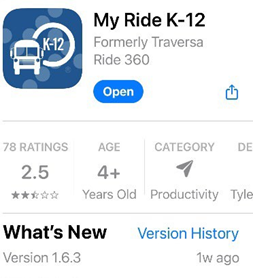 K-12
My Ride K-12
Formerly Traversa
Ride 360
Open
78 RATINGS
AGE
CATEGORY
DE
2.5
4+
Years Old
Productivity
Tyle
What's New
Version History
Version 1.6.3
1w ago